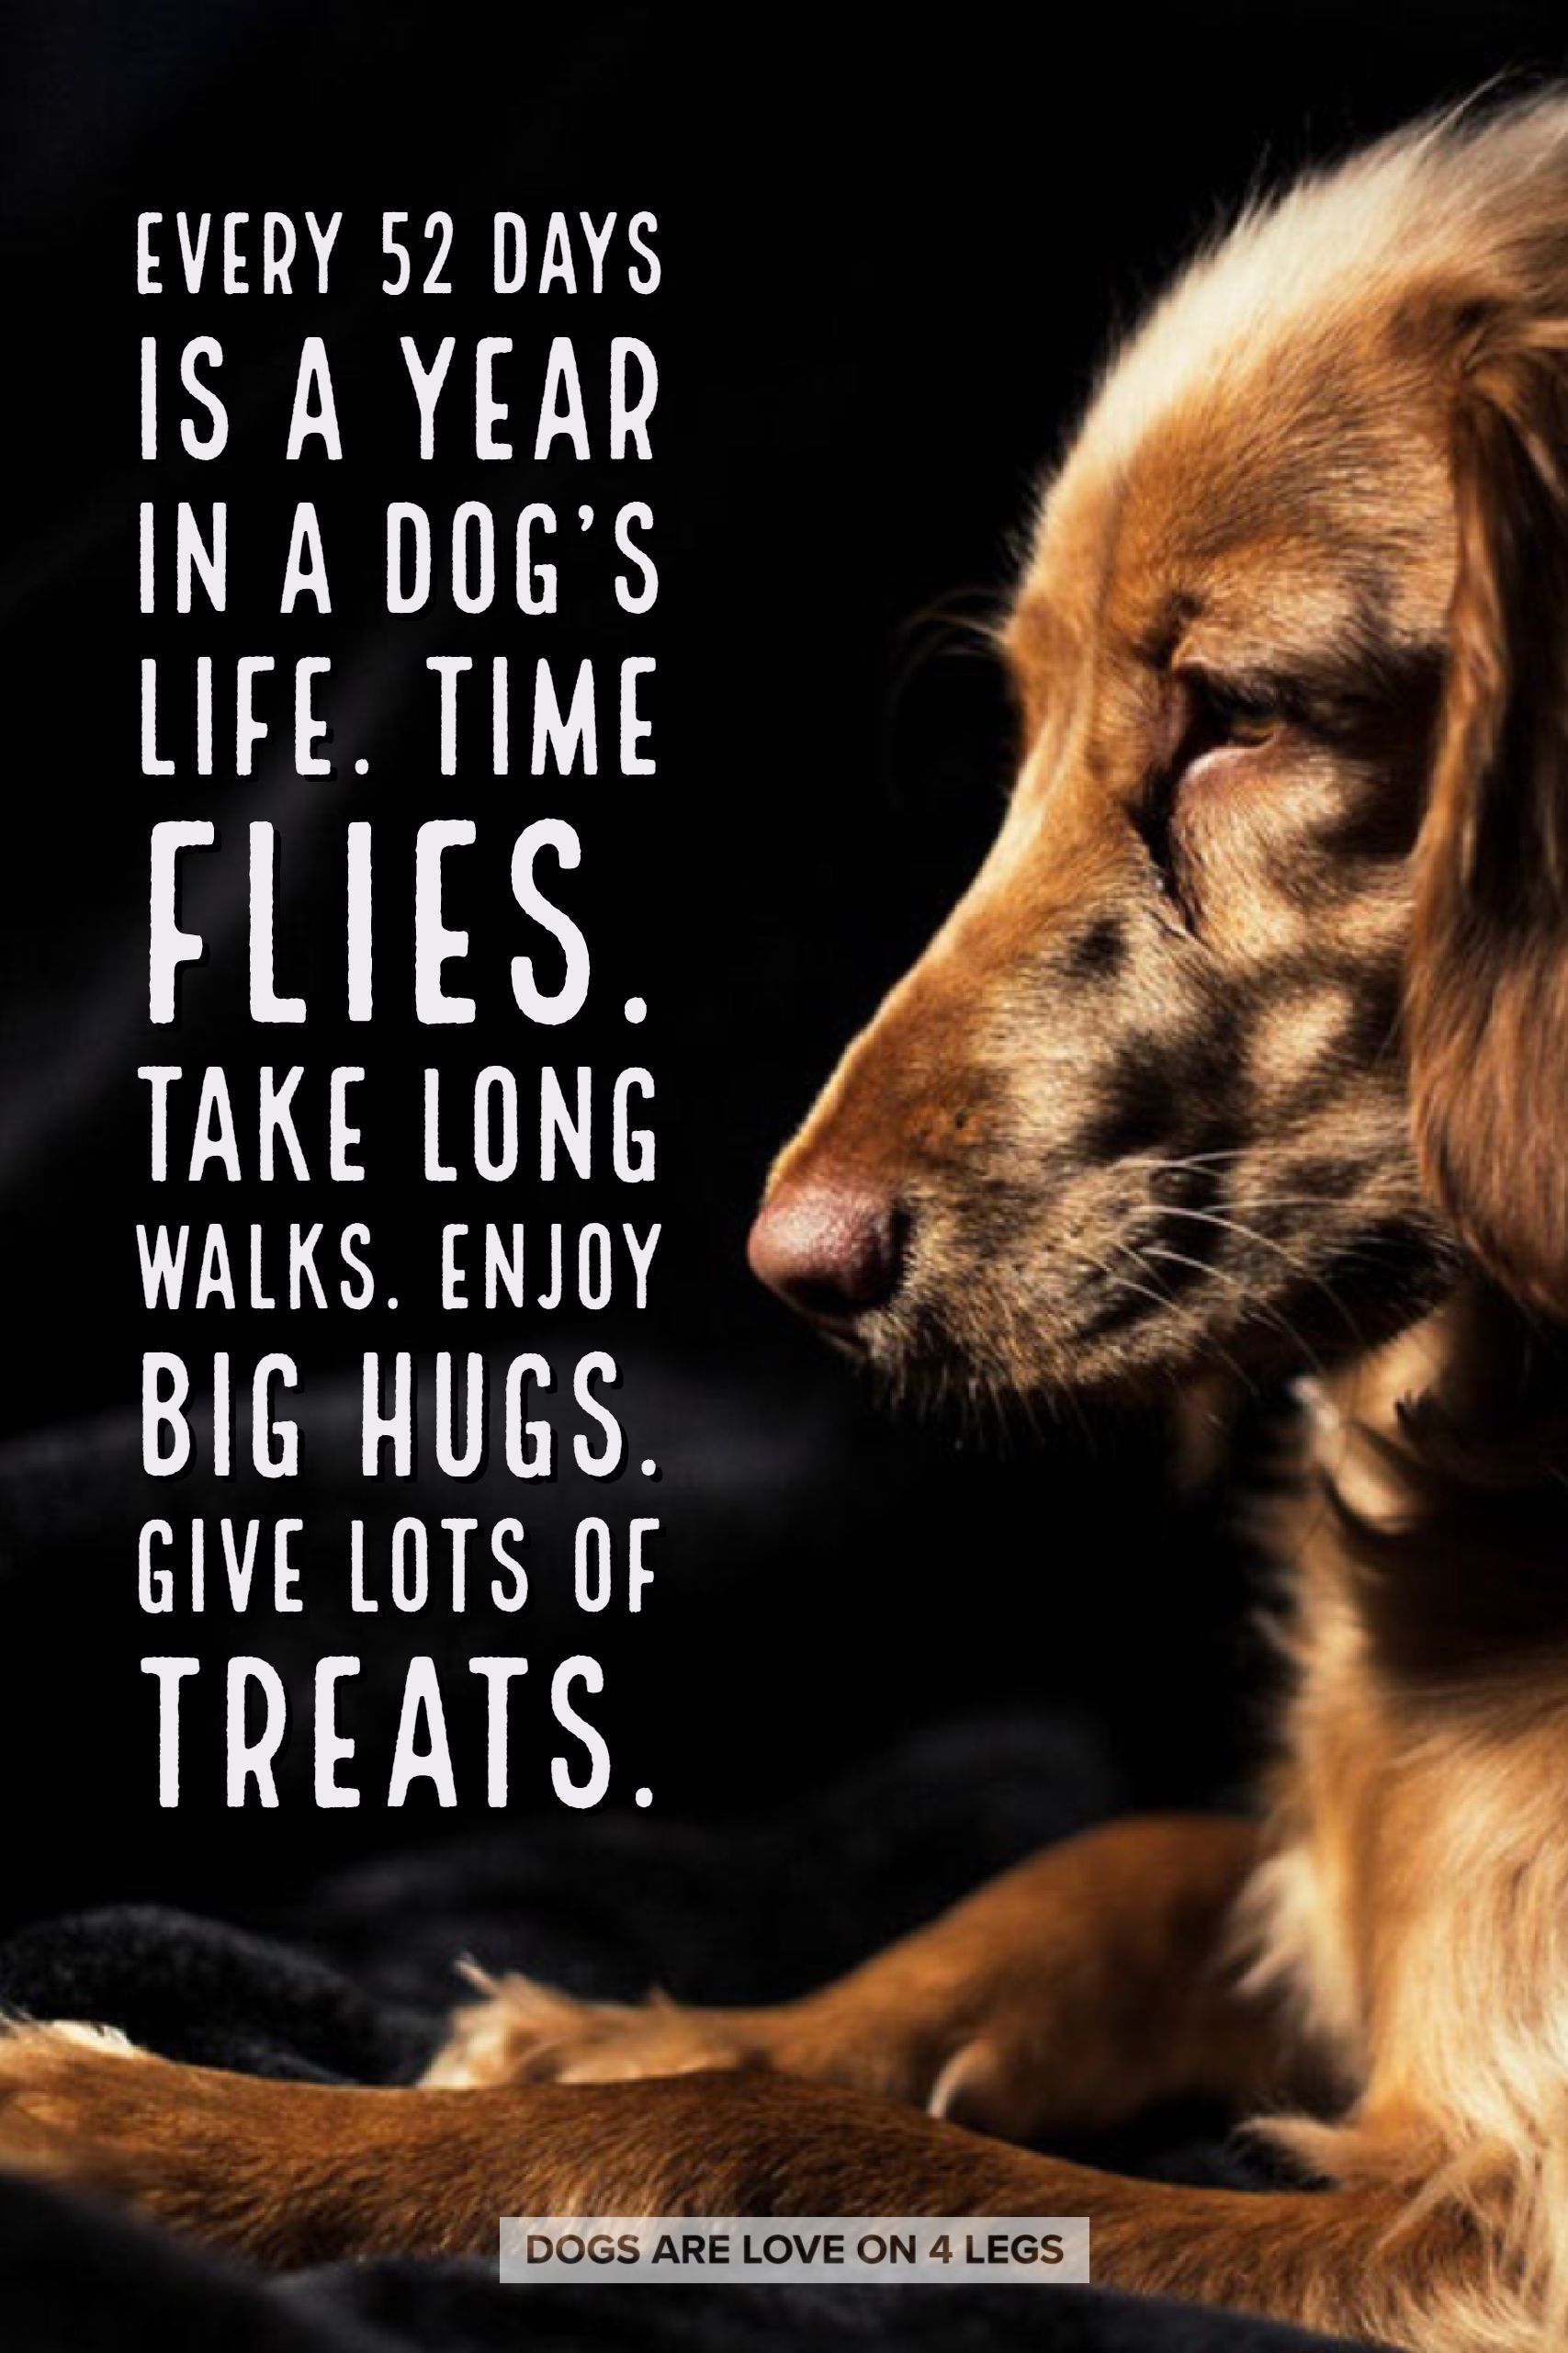 EVERY 52 DAYS
IS A YEAR
IN A DOG'S
LIFE. TIME
FLIES.
TAKE LONG
WALKS. ENJOY
BIG HUGS.
GIVE LOTS OF
TREATS.
DOGS ARE LOVE ON 4 LEGS